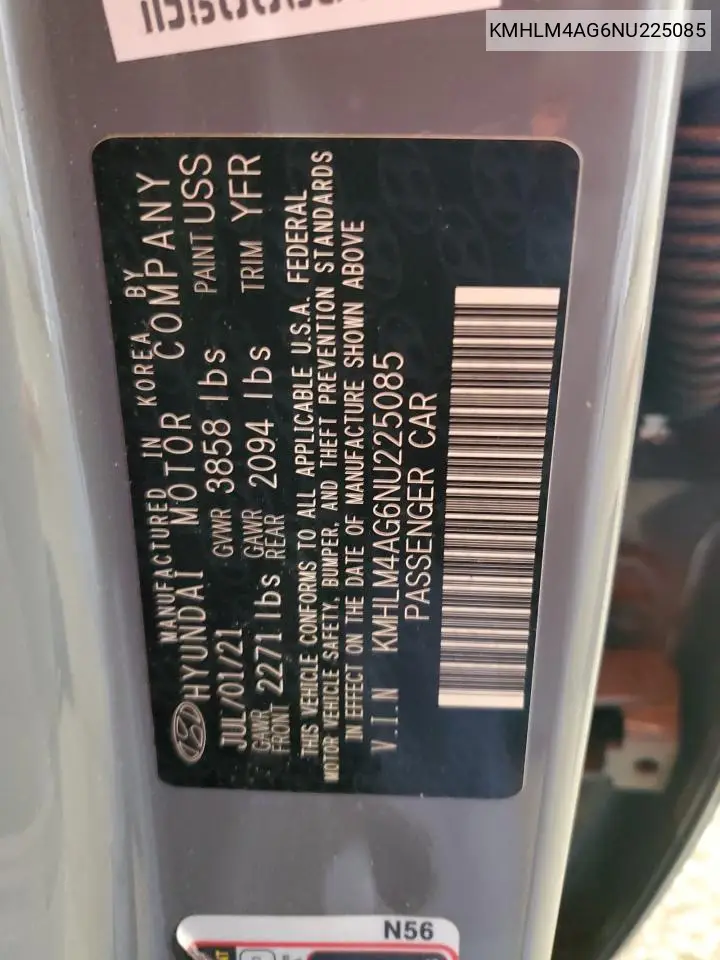 KMHLM4AG6NU225085
MANUFACTURED IN KOREA BY
HYUNDAI MOTOR COMPANY
JUL/01/21 GVWR 3858 lbs PAINT USS
GAWR FRONT 2271 lbs GAWR REAR 2094 lbs TRIM YFR
THIS VEHICLE CONFORMS TO ALL APPLICABLE U.S.A. FEDERAL
MOTOR VEHICLE SAFETY, BUMPER, AND THEFT PREVENTION STANDARDS
IN EFFECT ON THE DATE OF MANUFACTURE SHOWN ABOVE
V.I.N KMHLM4AG6NU225085
PASSENGER CAR
N56